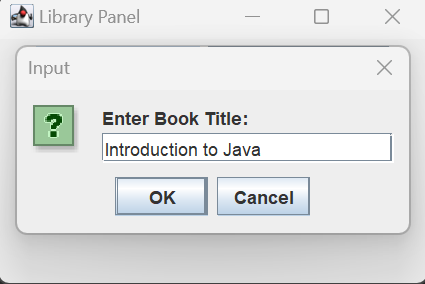 Library Panel
Input
?
Enter Book Title:
Introduction to Java
OK
Cancel